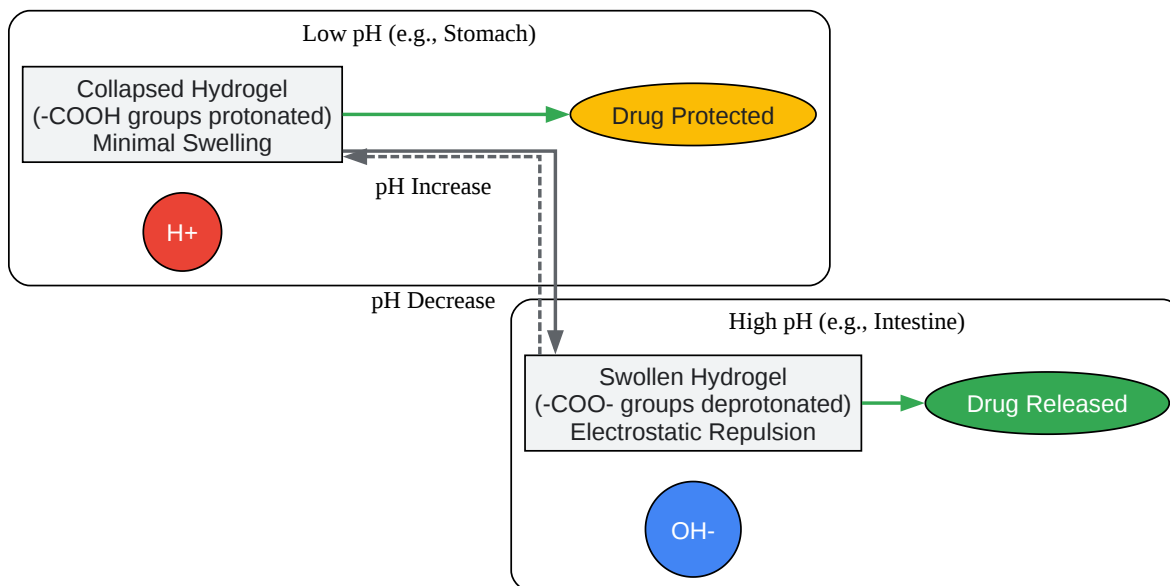 Low pH (e.g., Stomach)
Collapsed Hydrogel
(-COOH groups protonated)
Minimal Swelling
Drug Protected
pH Increase
H+
pH Decrease
High pH (e.g., Intestine)
Swollen Hydrogel
(-COO- groups deprotonated)
Electrostatic Repulsion
Drug Released
OH-